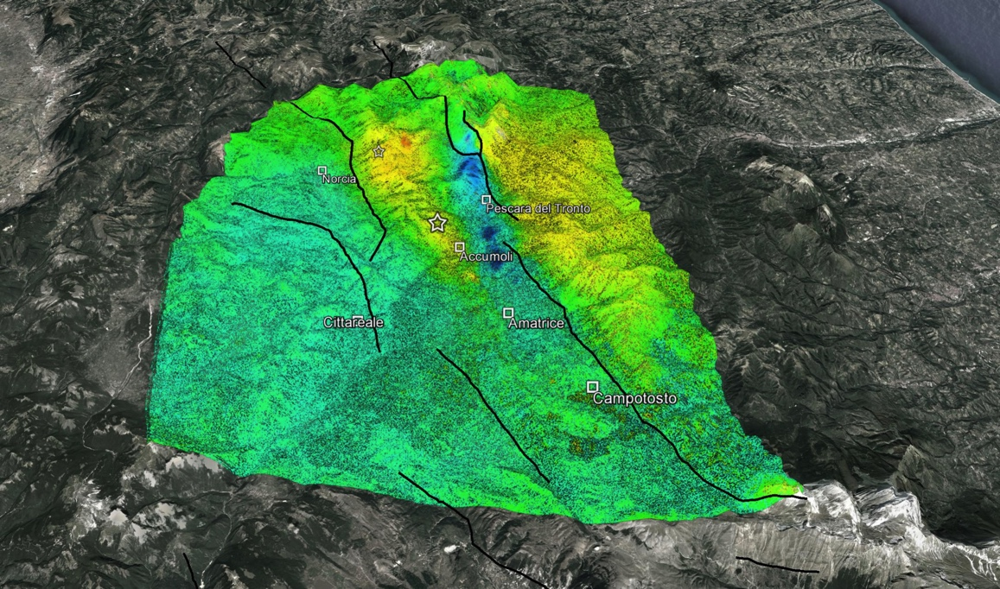 Norcia
Pescara del Tronto
Accumoli
Cittareale
Amatrice
Campotosto